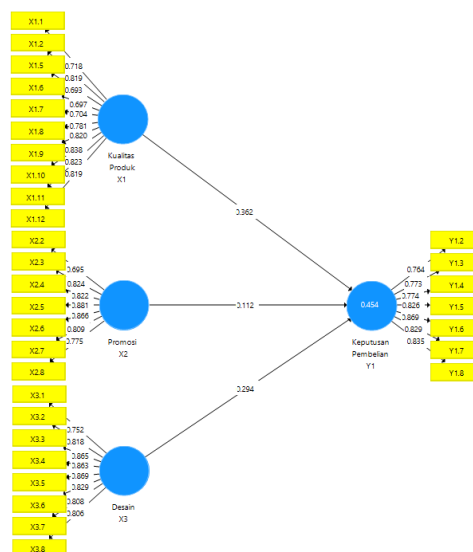 X1.1
X1.2
X1.5
X1.6
X1.7
X1.8
X1.9
X1.10
X1.11
X1.12
0.718
0.819
0.693
0.697
0.704
0.781
0.820
0.838
0.823
0.819
Kualitas
Produk
X1
0.362
X2.2
X2.3
X2.4
X2.5
X2.6
X2.7
X2.8
0.695
0.824
0.822
0.881
0.866
0.809
0.775
Promosi
X2
0.112
X3.1
X3.2
X3.3
X3.4
X3.5
X3.6
X3.7
X3.8
0.752
0.818
0.865
0.863
0.869
0.829
0.808
0.806
Desain
X3
0.294
0.454
Keputusan
Pembelian
Y1
0.764
0.773
0.774
0.826
0.869
0.829
0.835
Y1.2
Y1.3
Y1.4
Y1.5
Y1.6
Y1.7
Y1.8